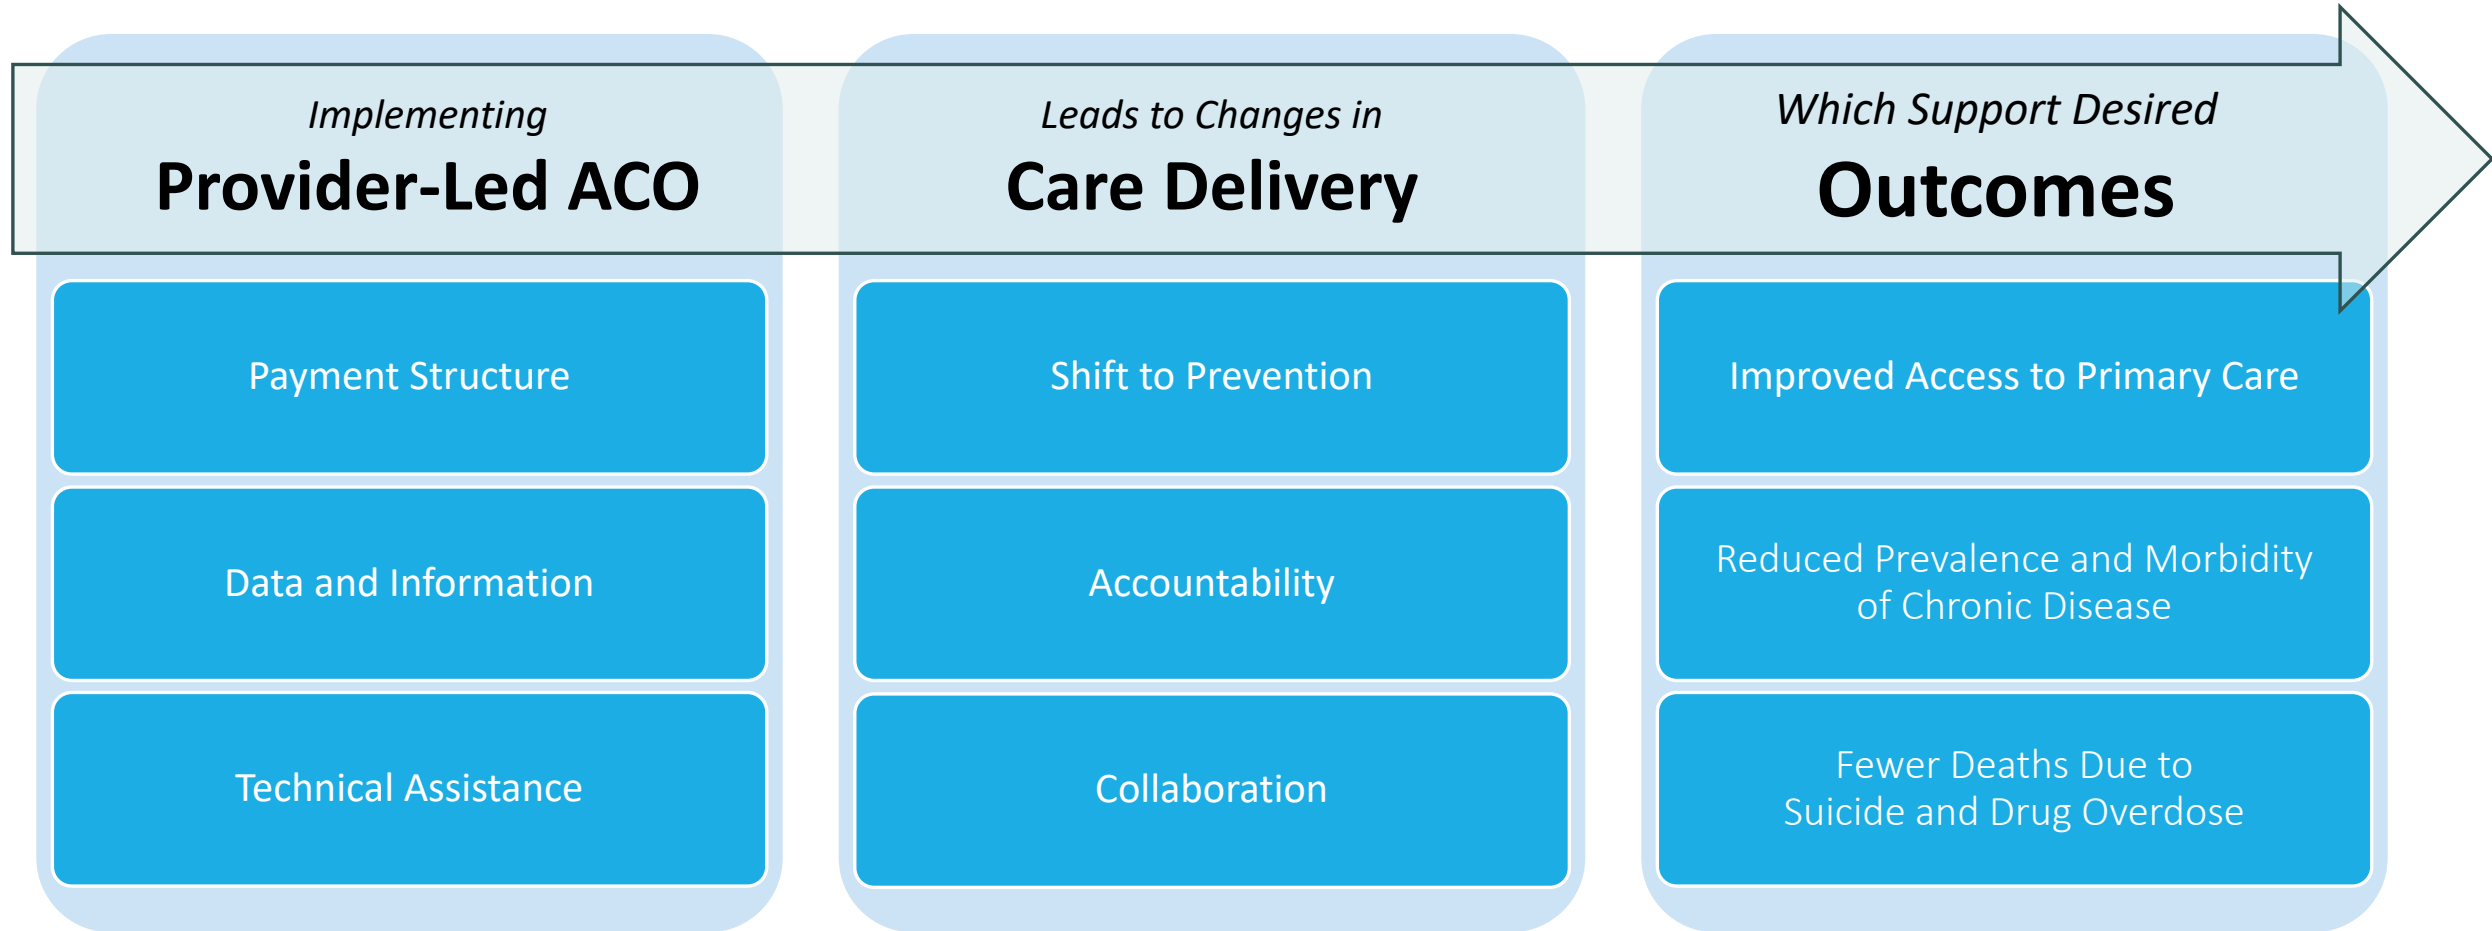 Implementing
Provider-Led ACO
Payment Structure
Data and Information
Technical Assistance
Leads to Changes in
Care Delivery
Shift to Prevention
Accountability
Collaboration
Which Support Desired
Outcomes
Improved Access to Primary Care
Reduced Prevalence and Morbidity
of Chronic Disease
Fewer Deaths Due to
Suicide and Drug Overdose